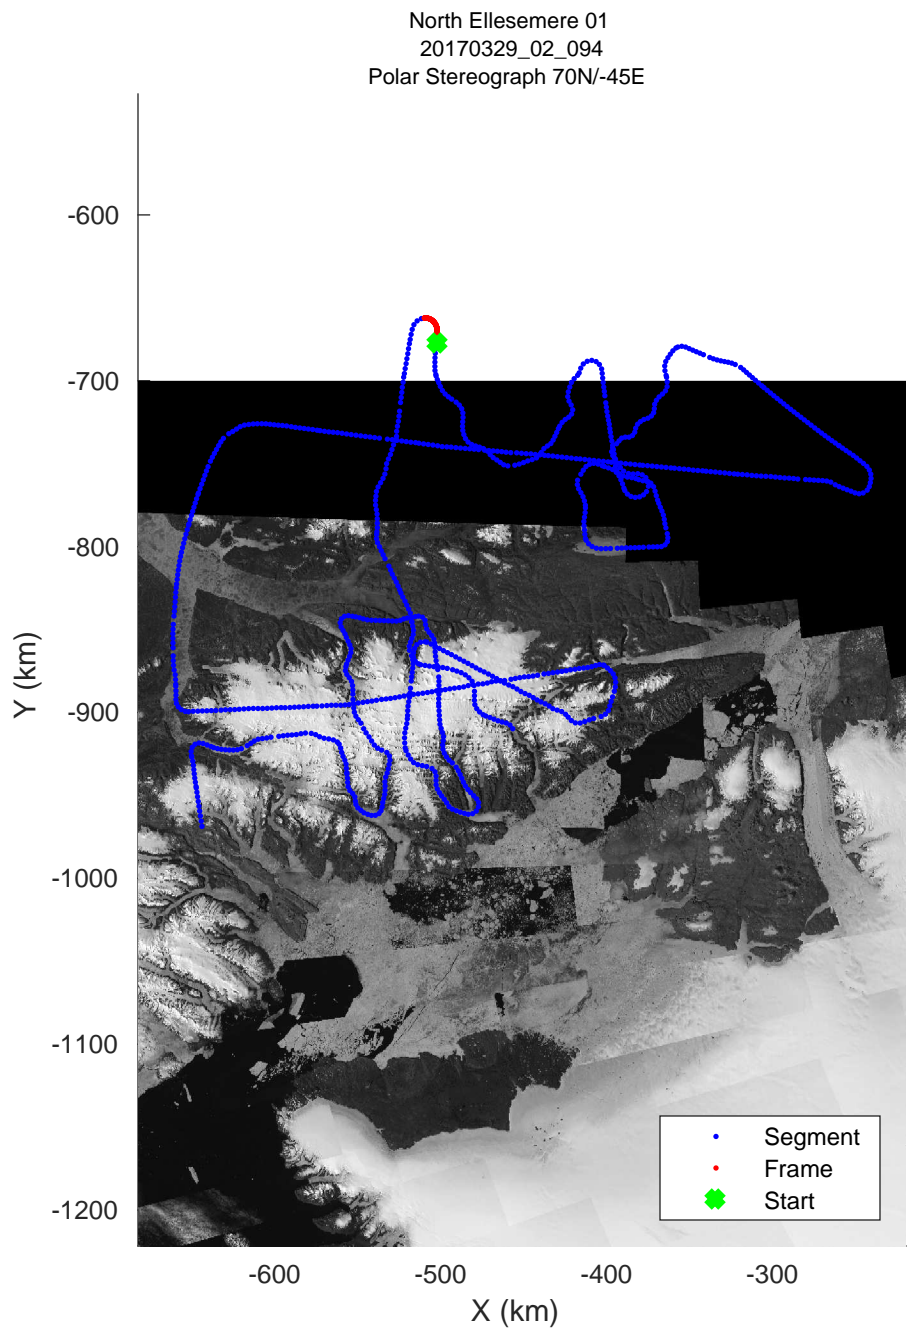 North Ellesemere 01
20170329_02_094
Polar Stereograph 70N/-45E
-600
-700
-800
-900
-1000
-1100
-1200
Y (km)
Segment
Frame
Start
-600 -500 -400 -300
X (km)